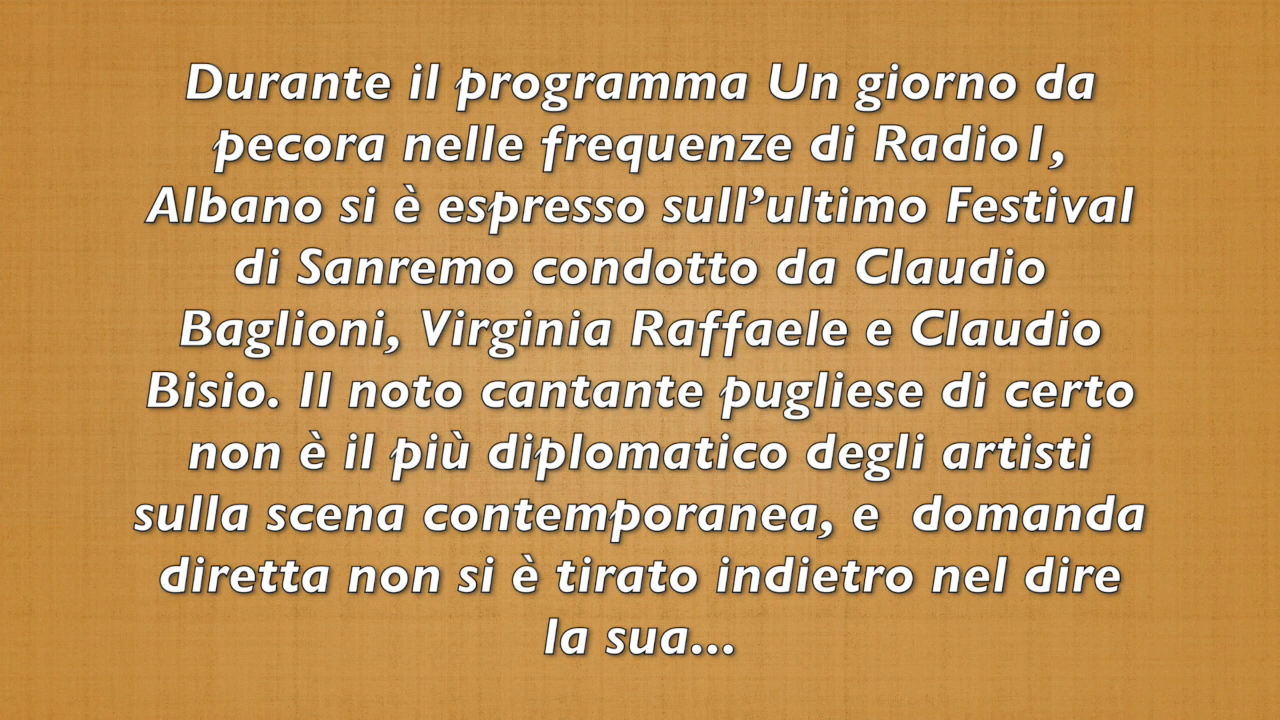 Durante il programma Un giorno da
pecora nelle frequenze di Radio1,
Albano si è espresso sull’ultimo Festival
di Sanremo condotto da Claudio
Baglioni, Virginia Raffaele e Claudio
Bisio. Il noto cantante pugliese di certo
non è il più diplomatico degli artisti
sulla scena contemporanea, e  domanda
diretta non si è tirato indietro nel dire
la sua...